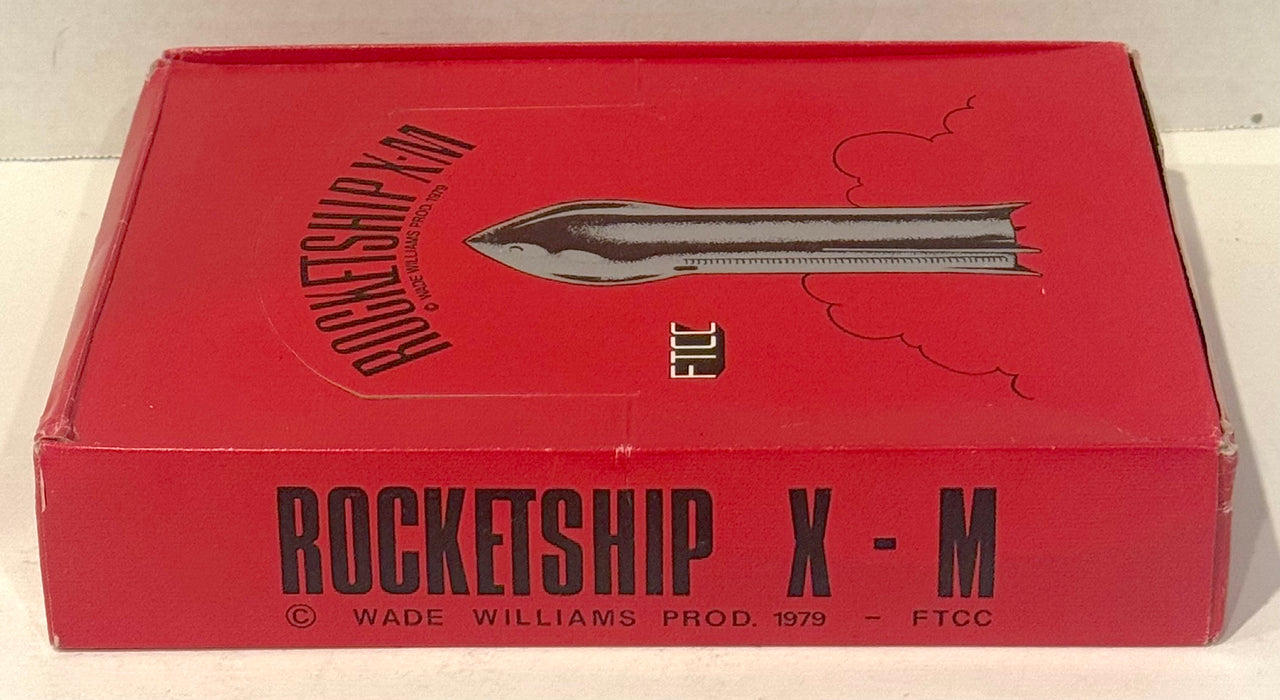 ROCKETSHIP X-M
© WADE WILLIAMS PROD. 1979
FTCC
ROCKETSHIP X - M
© WADE WILLIAMS PROD. 1979 - FTCC